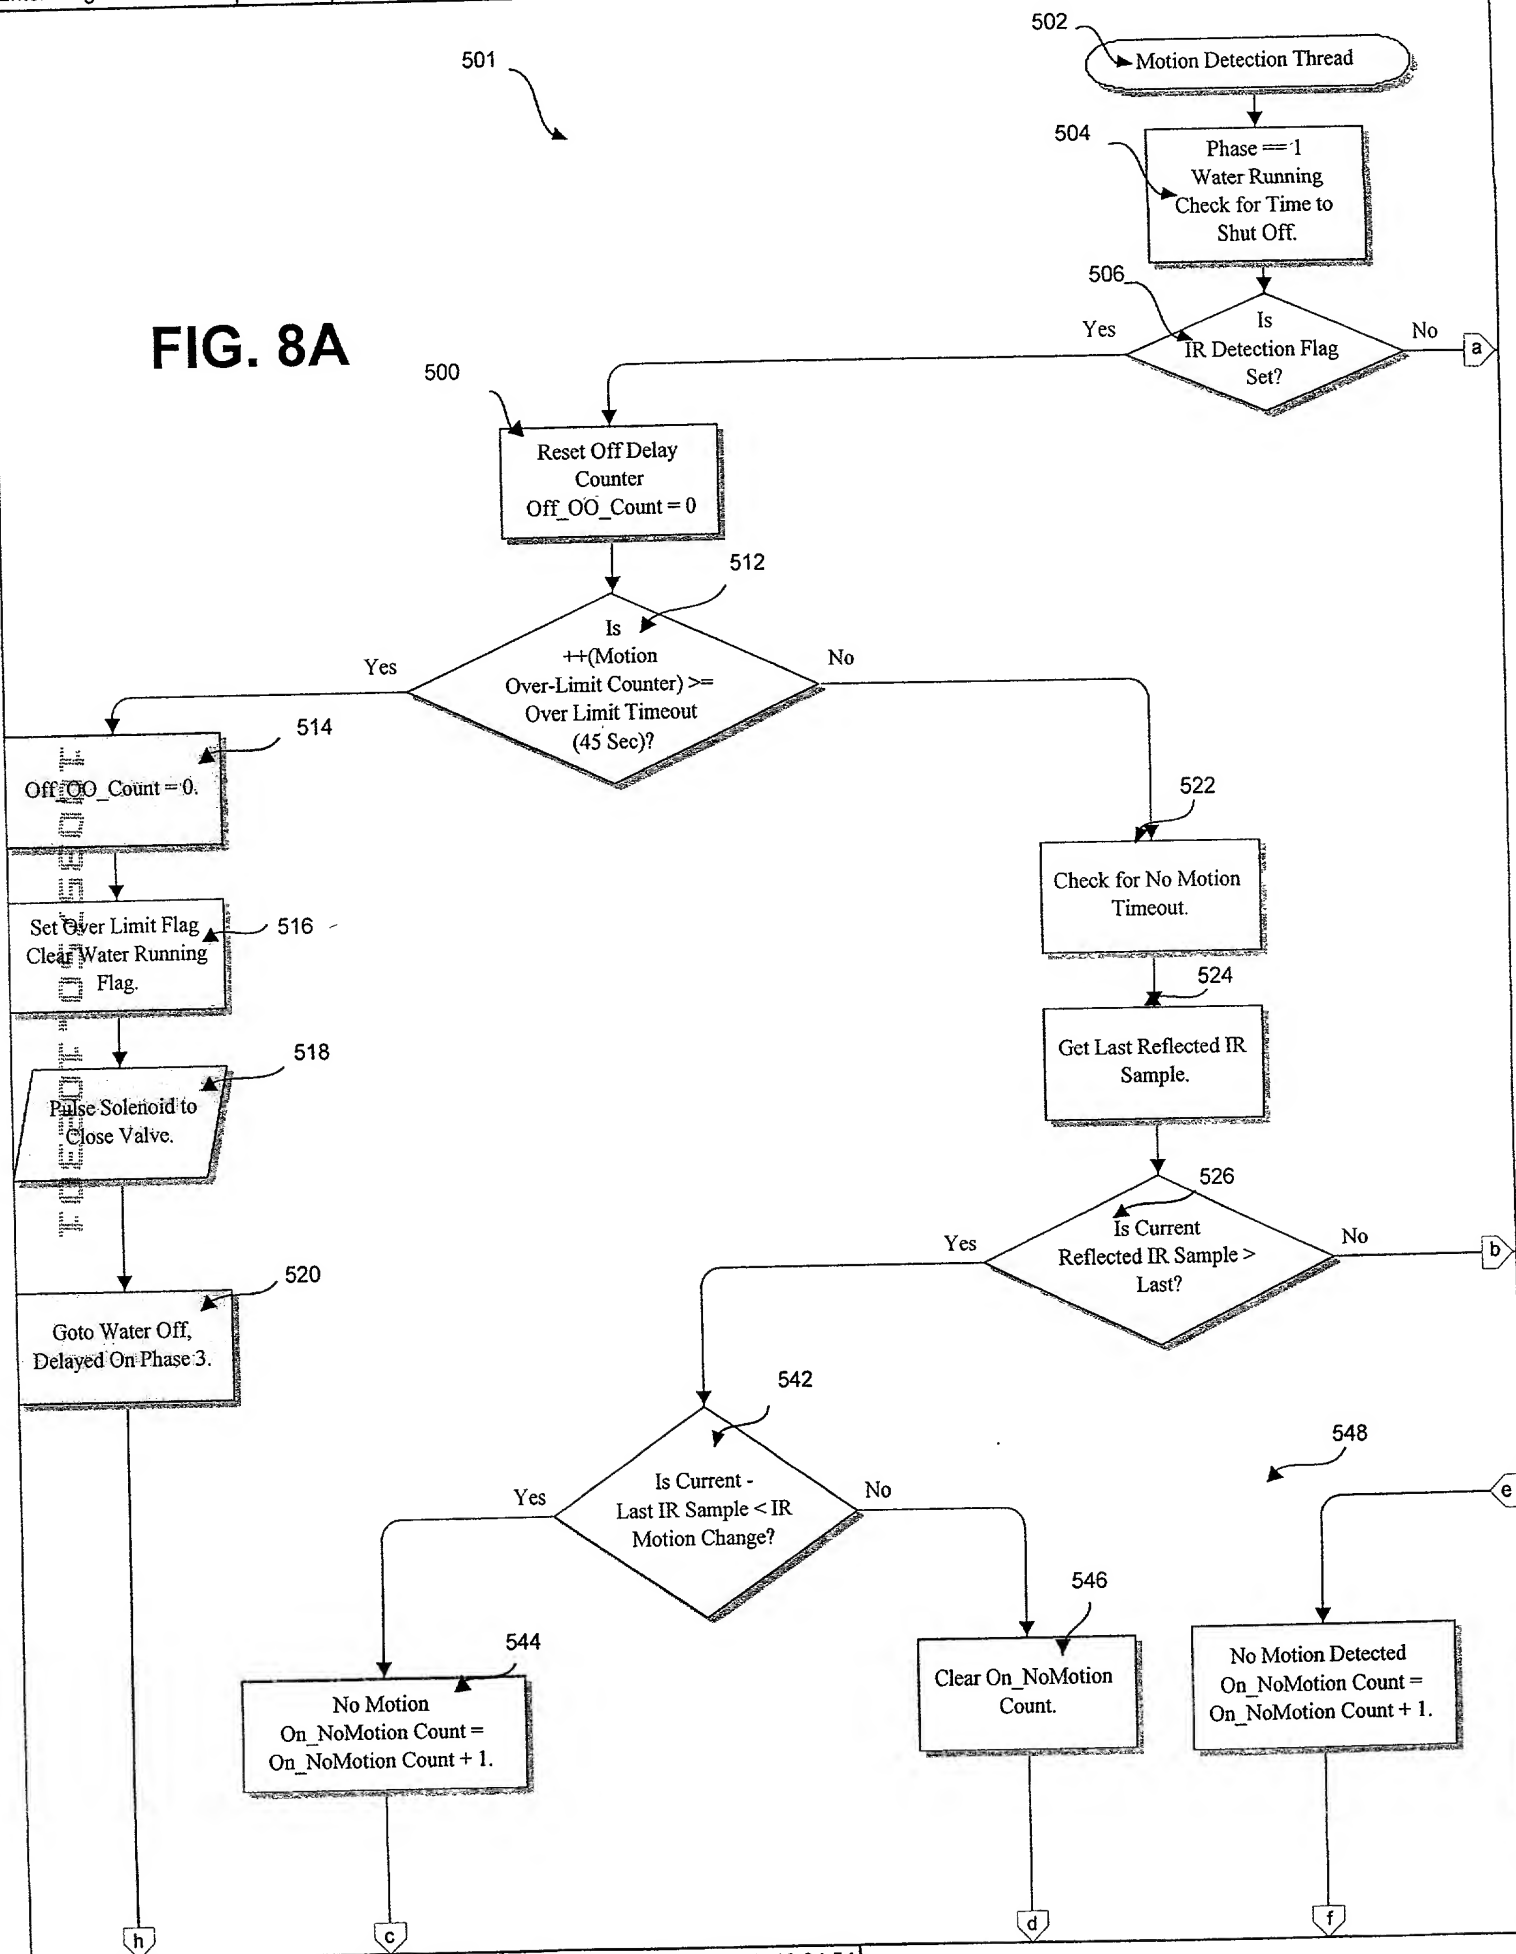 502
Motion Detection Thread
501
504
Phase == 1
Water Running
Check for Time to
Shut Off.
506
Is
IR Detection Flag
Set?
Yes
No
a
FIG. 8A
500
Reset Off Delay
Counter
Off_OO_Count = 0
512
Is
++(Motion
Over-Limit Counter) >=
Over Limit Timeout
(45 Sec)?
Yes
No
514
Off_OO_Count = 0.
516
Set Over Limit Flag
Clear Water Running
Flag.
518
Pulse Solenoid to
Close Valve.
520
Goto Water Off,
Delayed On Phase 3.
522
Check for No Motion
Timeout.
524
Get Last Reflected IR
Sample.
526
Is Current
Reflected IR Sample >
Last?
Yes
No
b
542
Is Current -
Last IR Sample < IR
Motion Change?
Yes
No
548
e
544
No Motion
On_NoMotion Count =
On_NoMotion Count + 1.
546
Clear On_NoMotion
Count.
No Motion Detected
On_NoMotion Count =
On_NoMotion Count + 1.
h
c
d
f